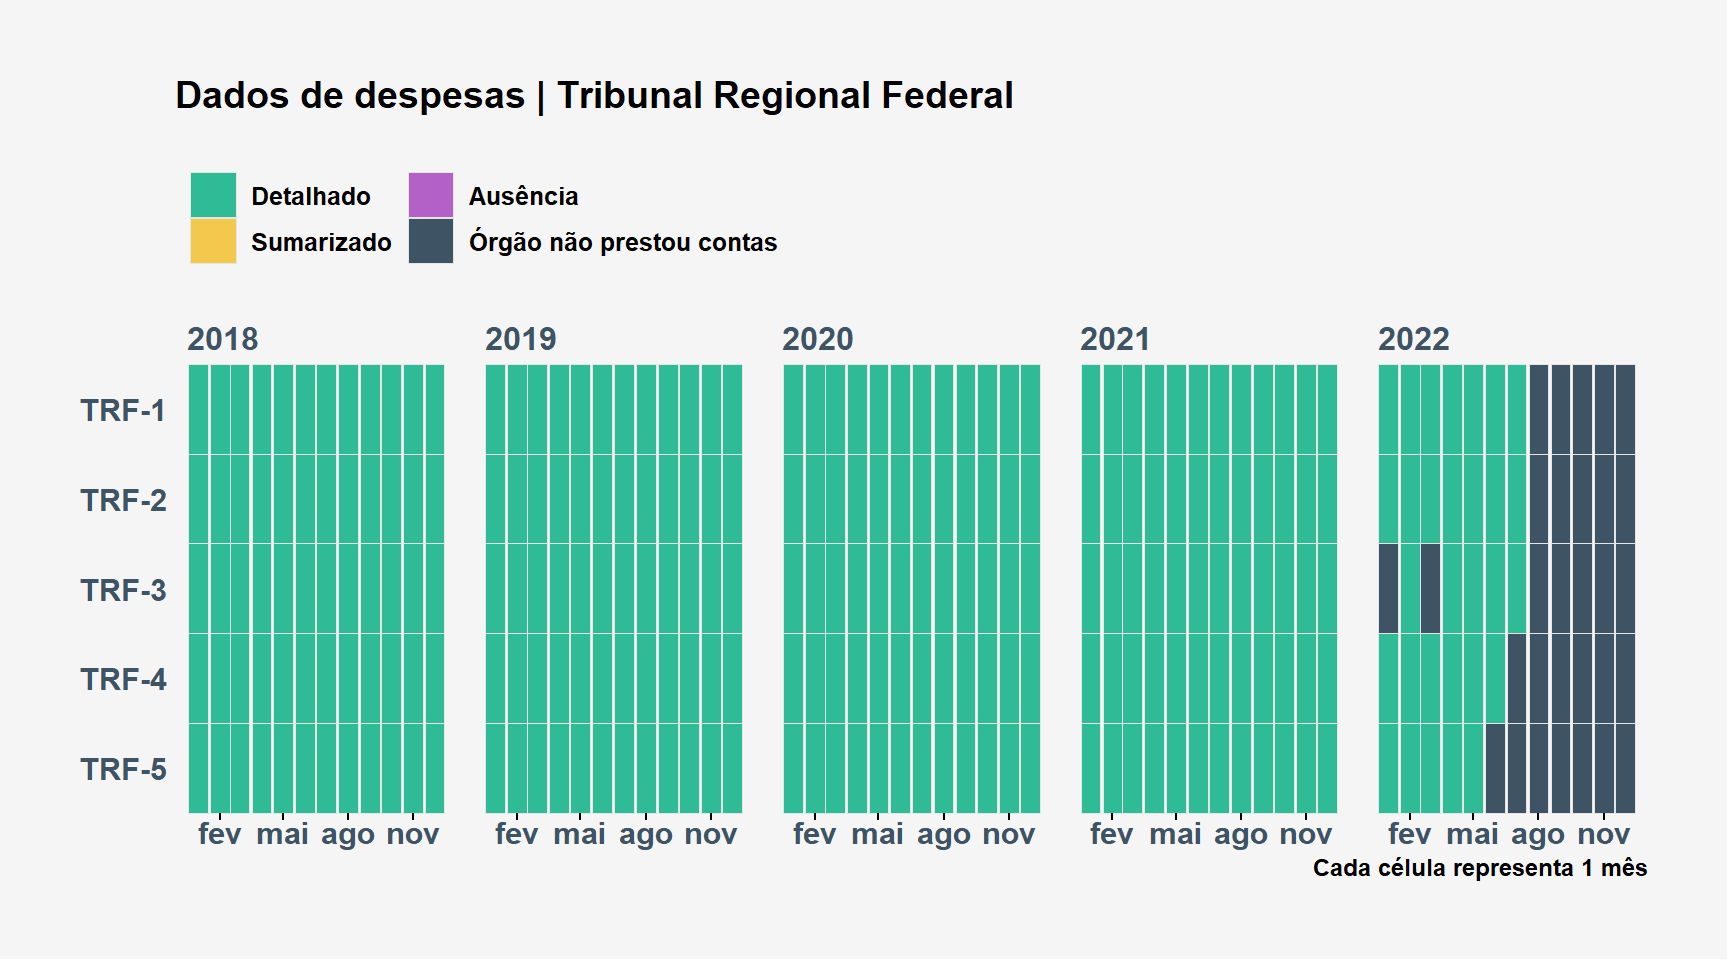 Dados de despesas | Tribunal Regional Federal
Detalhado
Ausência
Sumarizado
Órgão não prestou contas
2018 2019 2020 2021 2022
TRF-1
TRF-2
TRF-3
TRF-4
TRF-5
fev mai ago nov fev mai ago nov fev mai ago nov fev mai ago nov fev mai ago nov
Cada célula representa 1 mês